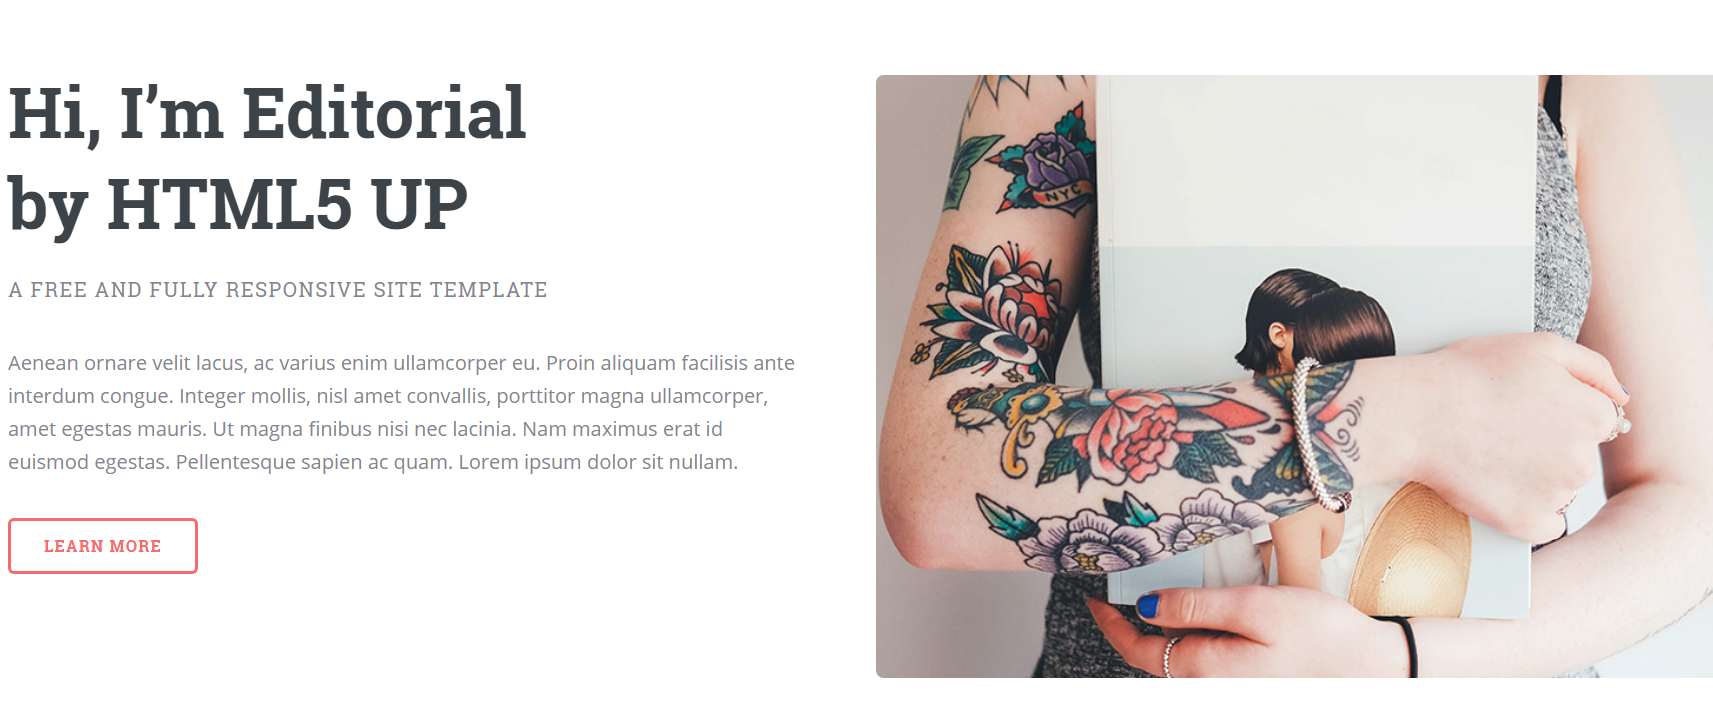 Hi, I’m Editorial
by HTML5 UP
A FREE AND FULLY RESPONSIVE SITE TEMPLATE
Aenean ornare velit lacus, ac varius enim ullamcorper eu. Proin aliquam facilisis ante
interdum congue. Integer mollis, nisl amet convallis, porttitor magna ullamcorper,
amet egestas mauris. Ut magna finibus nisi nec lacinia. Nam maximus erat id
euismod egestas. Pellentesque sapien ac quam. Lorem ipsum dolor sit nullam.
LEARN MORE
NYC